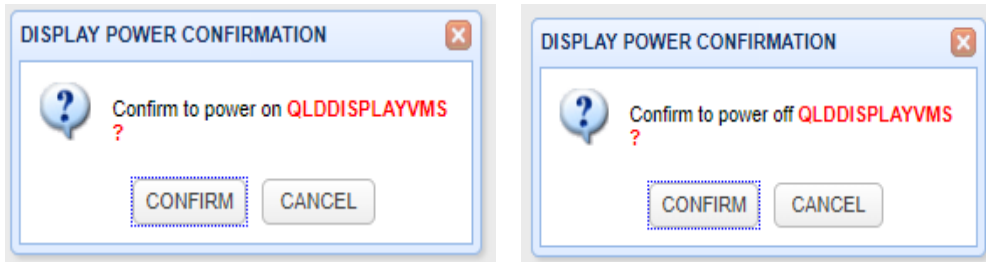 DISPLAY POWER CONFIRMATION
Confirm to power on QLDDISPLAYVMS
?
CONFIRM CANCEL
DISPLAY POWER CONFIRMATION
Confirm to power off QLDDISPLAYVMS
?
CONFIRM CANCEL